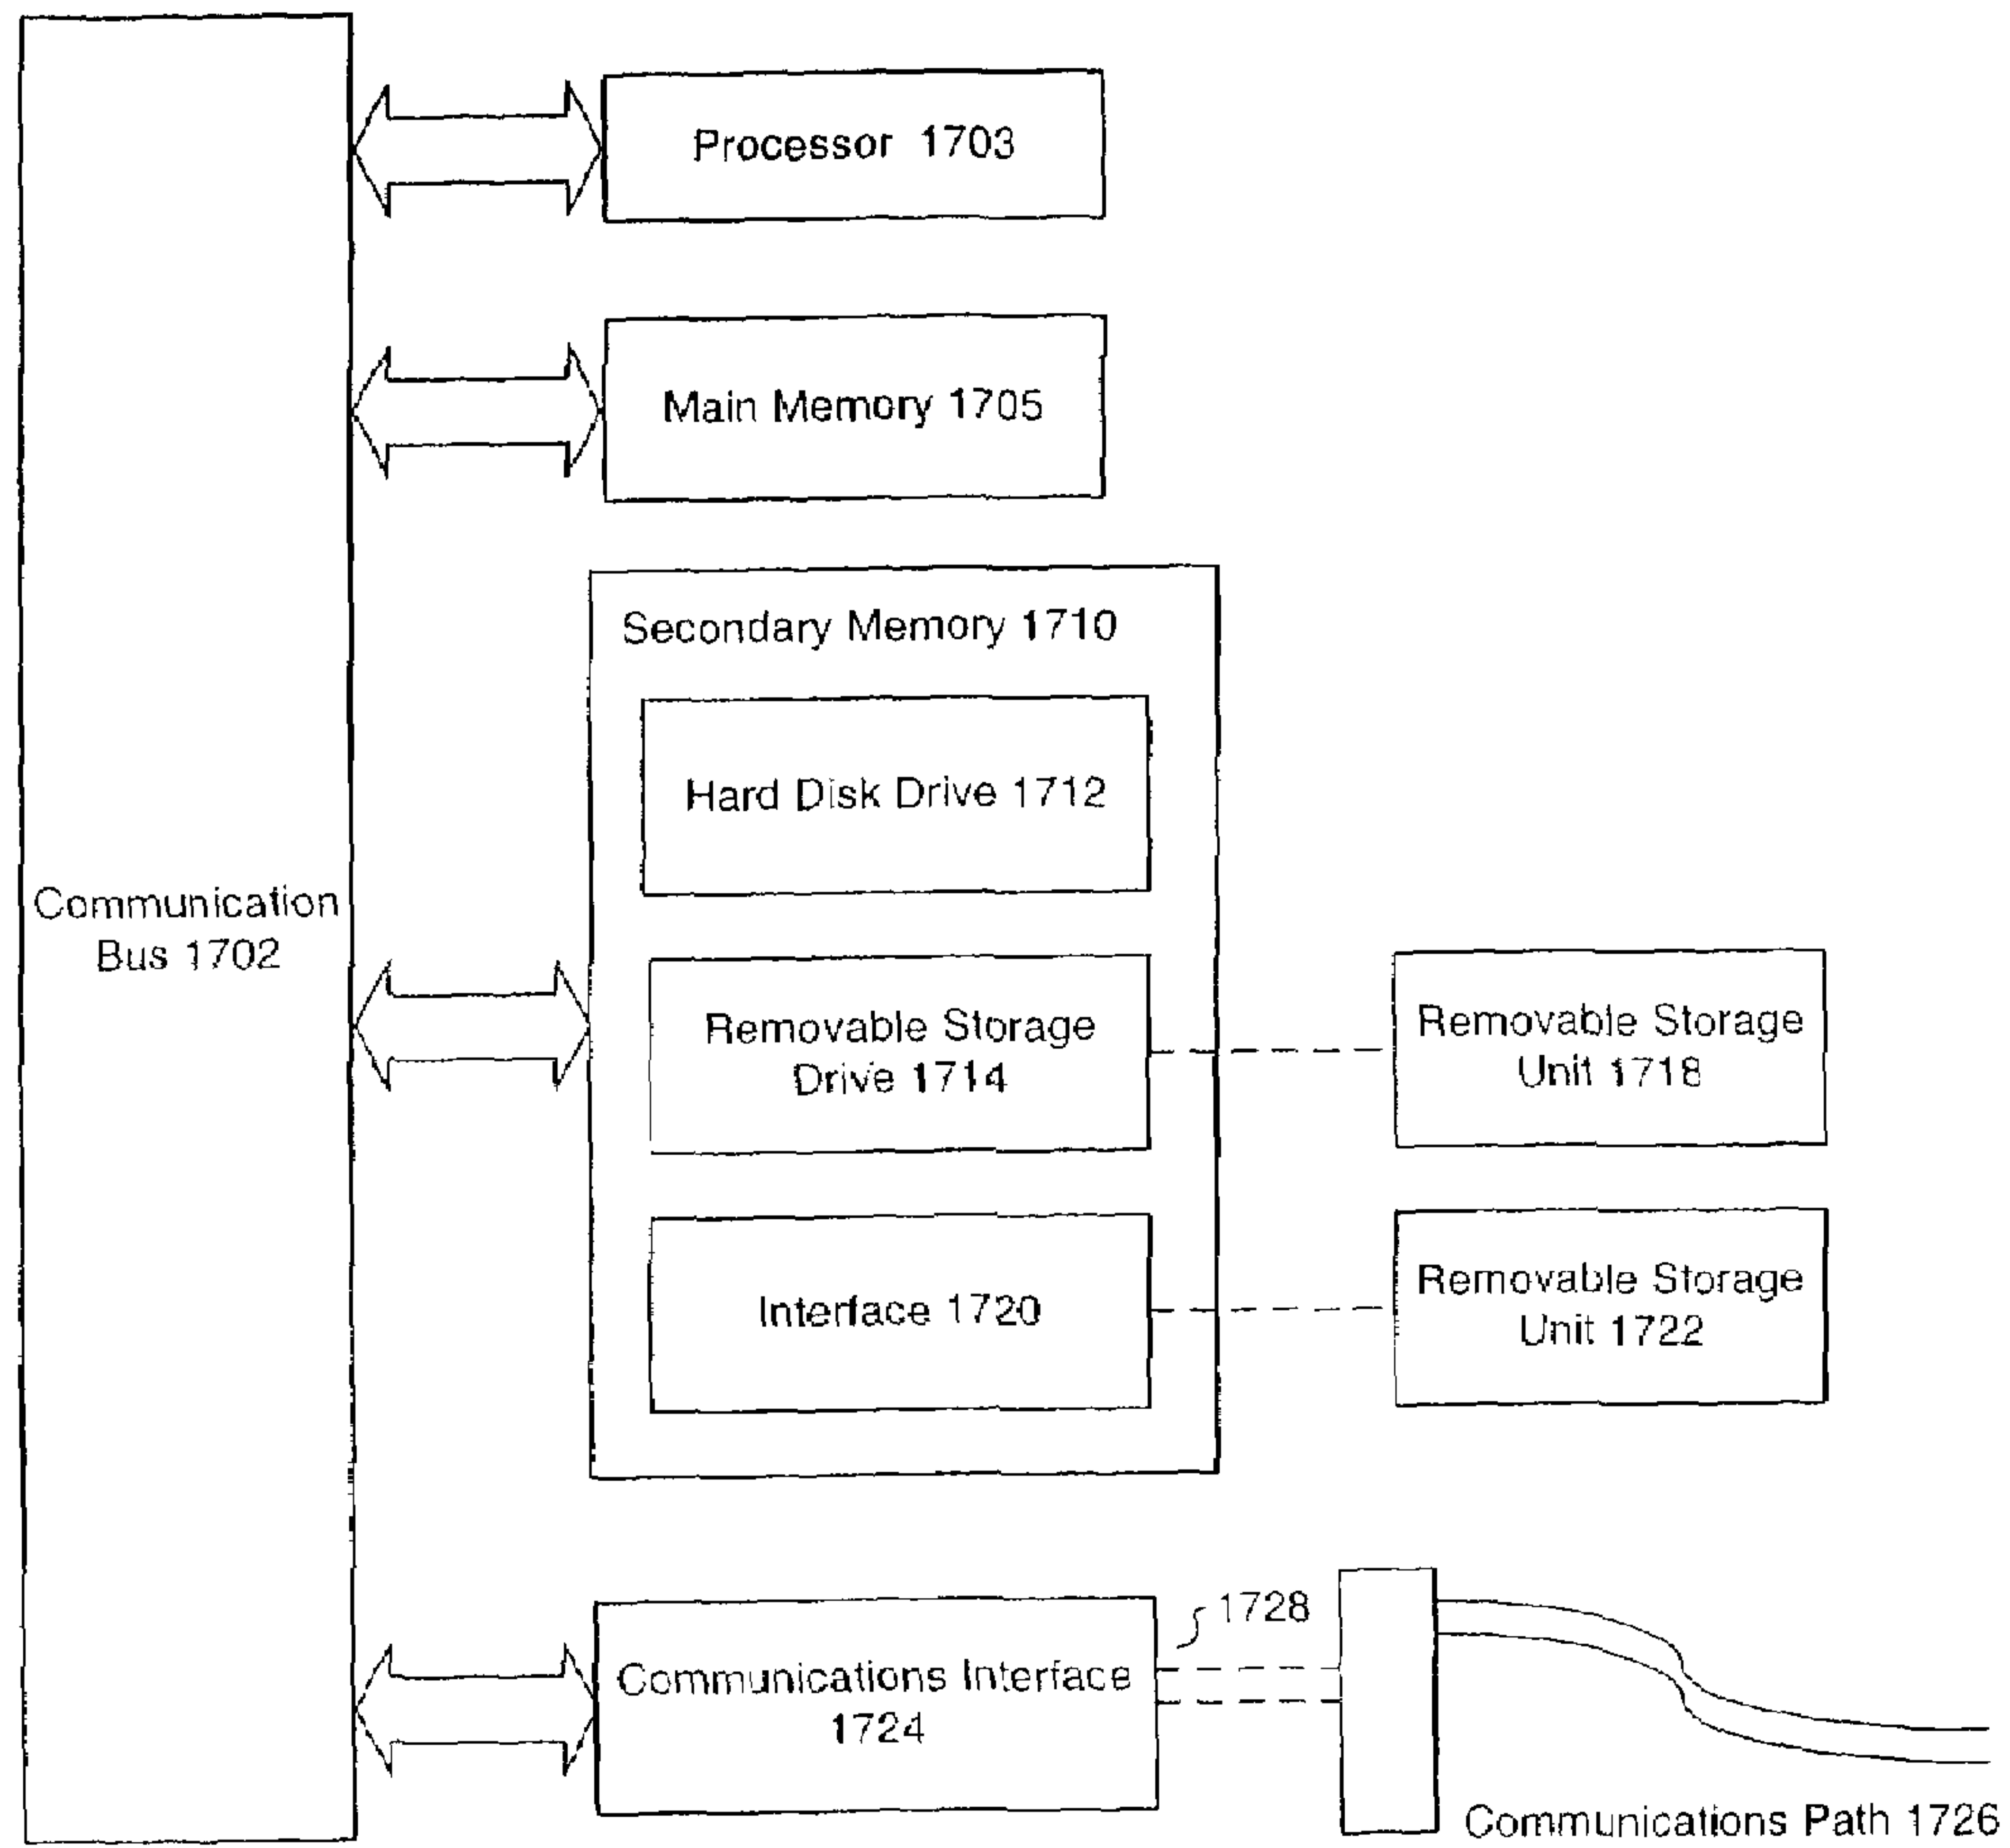 Processor 1703
Main Memory 1705
Secondary Memory 1710
Hard Disk Drive 1712
Communication
Bus 1702
Removable Storage
Drive 1714
Removable Storage
Unit 1718
Interface 1720
Removable Storage
Unit 1722
1728
Communications Interface
1724
Communications Path 1726